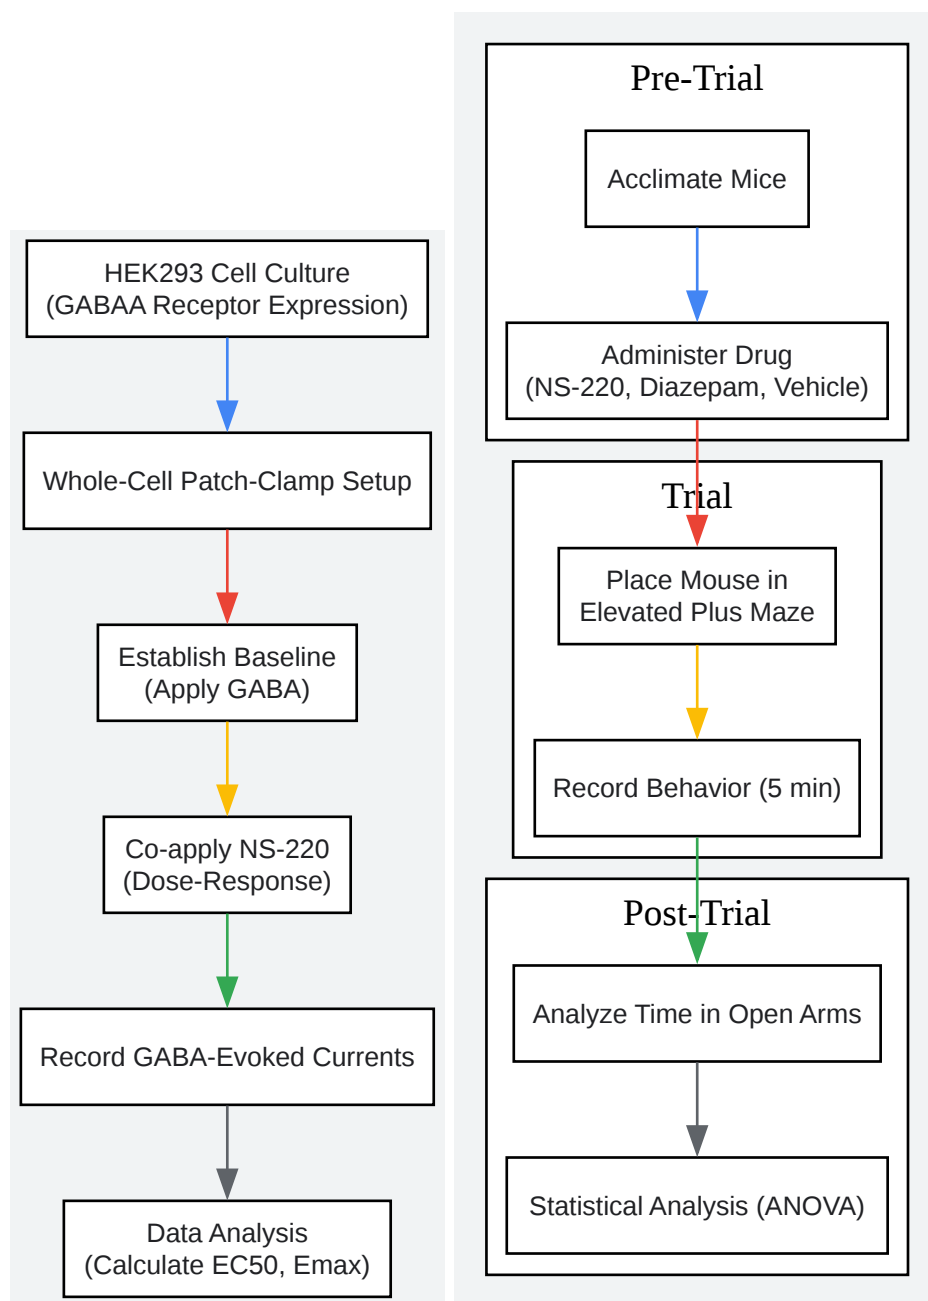 HEK293 Cell Culture
(GABAA Receptor Expression)
Whole-Cell Patch-Clamp Setup
Establish Baseline
(Apply GABA)
Co-apply NS-220
(Dose-Response)
Record GABA-Evoked Currents
Data Analysis
(Calculate EC50, Emax)
Pre-Trial
Acclimate Mice
Administer Drug
(NS-220, Diazepam, Vehicle)
Trial
Place Mouse in
Elevated Plus Maze
Record Behavior (5 min)
Post-Trial
Analyze Time in Open Arms
Statistical Analysis (ANOVA)